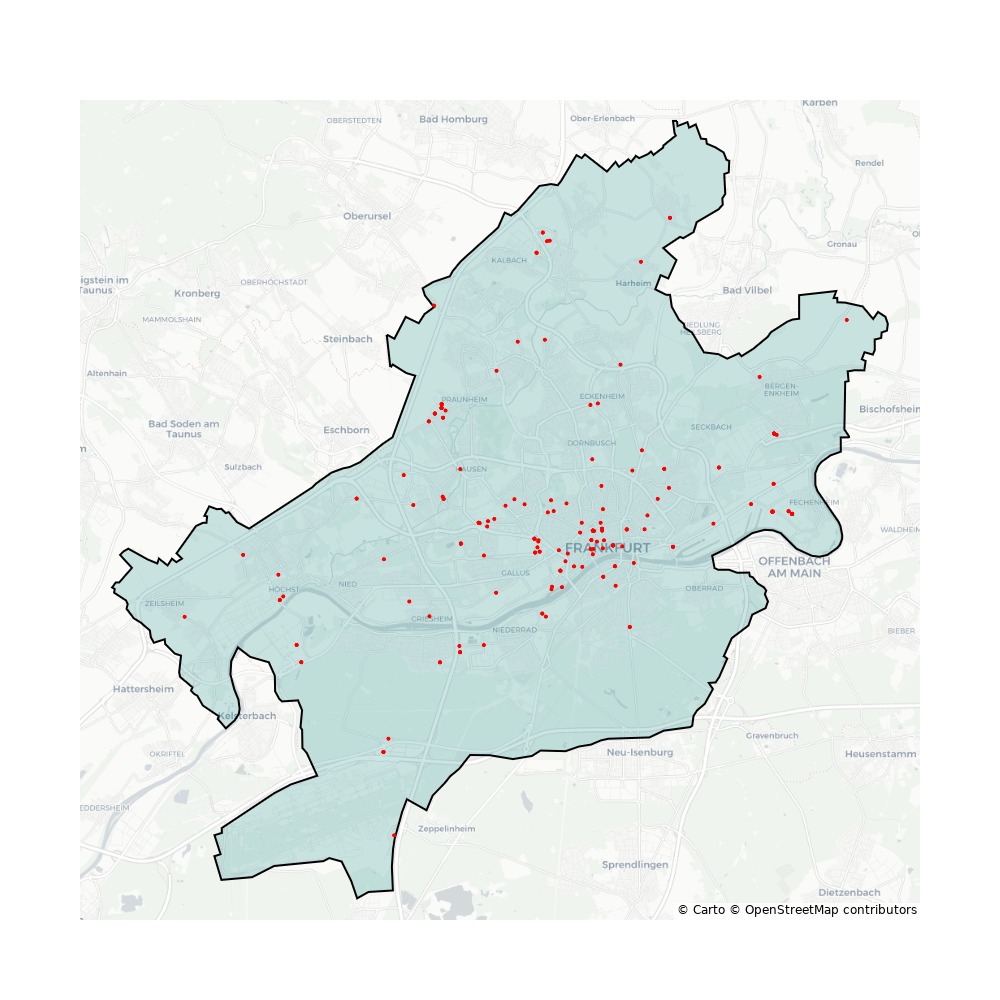 Karben
OBERSTEDTEN
Bad Homburg
Ober-Erlenbach
Rendel
Oberursel
Gronau
KALBACH
igstein im
Taunus
OBERHÖCHSTADT
Harheim
Bad Vilbel
Kronberg
MAMMOLSHAIN
Steinbach
Altenhain
BERGEN-
ENKHEIM
PRAUNHEIM
ECKENHEIM
Bischofsheim
Bad Soden am
Taunus
Eschborn
SECKBACH
DORNBUSCH
Sulzbach
HAUSEN
FECHENHEIM
WALDHEIM
FRANKFURT
OFFENBACH
AM MAIN
GALLUS
NIED
HÖCHST
OBERRAD
ZEILSHEIM
GRIESHEIM
NIEDERRAD
BIEBER
Hattersheim
Kelsterbach
Gravenbruch
OKRIFTEL
Neu-Isenburg
Heusenstamm
EDDERSHEIM
Zeppelinheim
Sprendlingen
Dietzenbach
© Carto © OpenStreetMap contributors